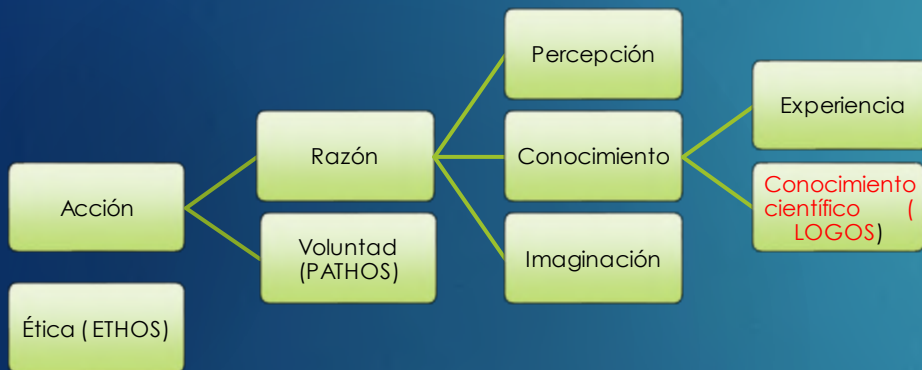 Percepción
Experiencia
Razón
Conocimiento
Acción
Conocimiento
científico (
LOGOS)
Voluntad
(PATHOS)
Imaginación
Ética ( ETHOS)